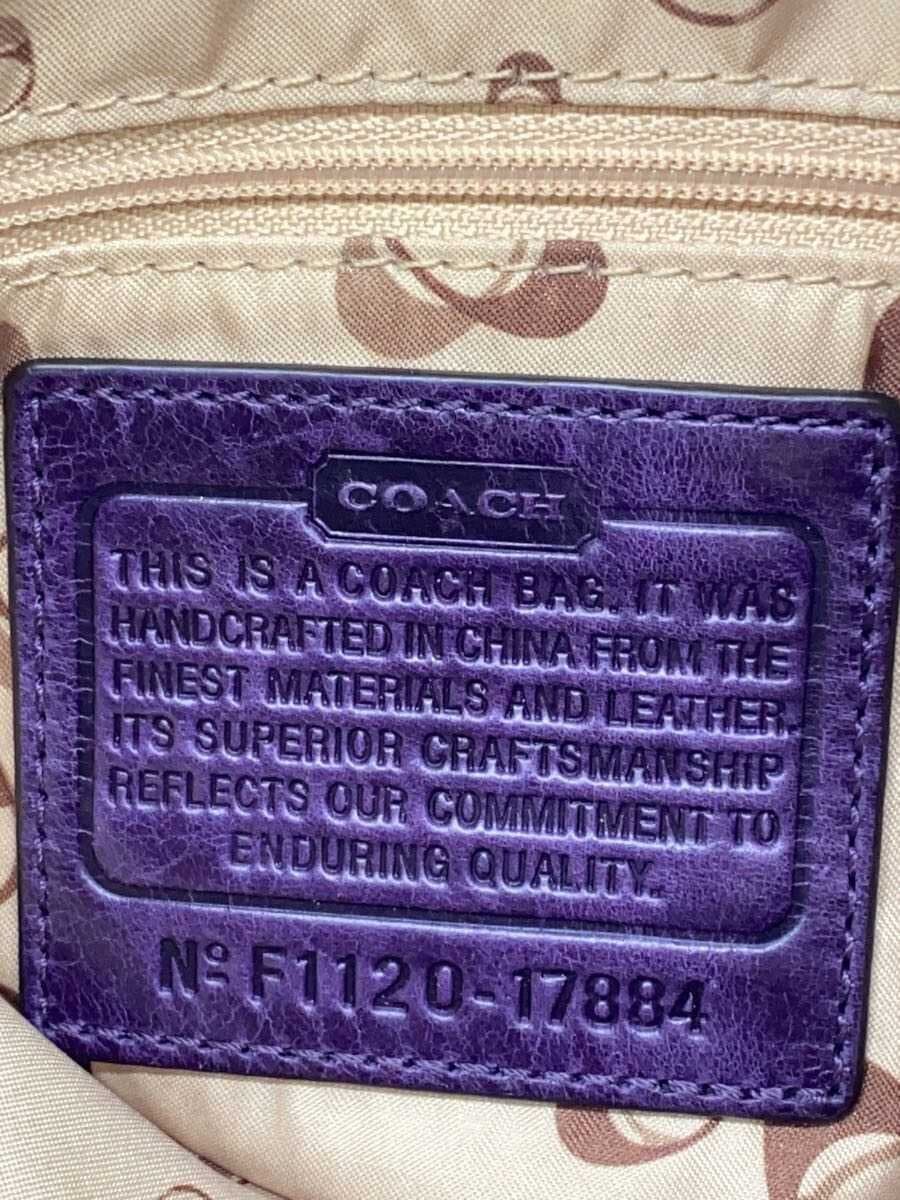 COACH
THIS IS A COACH BAG. IT WAS
HANDCRAFTED IN CHINA FROM THE
FINEST MATERIALS AND LEATHER.
ITS SUPERIOR CRAFTSMANSHIP
REFLECTS OUR COMMITMENT TO
ENDURING QUALITY.
Nº F1120-17884